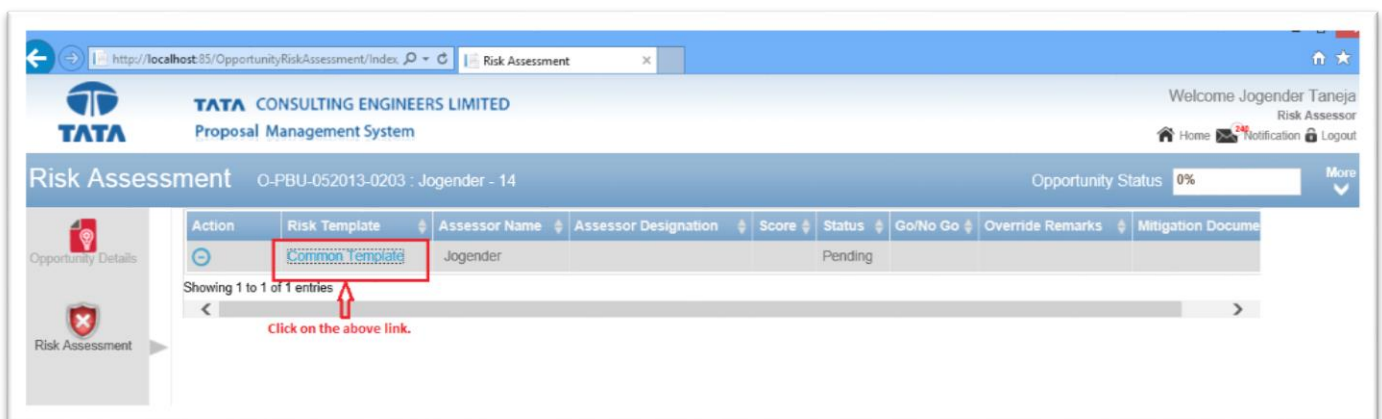 http://localhost:85/OpportunityRiskAssessment/Index,
Risk Assessment
TATA
TATA CONSULTING ENGINEERS LIMITED
Proposal Management System
Welcome Jogender Taneja
Risk Assessor
Home 240 Notification Logout
Risk Assessment O-PBU-052013-0203 : Jogender - 14 Opportunity Status 0% More
Opportunity Details
Risk Assessment
Action Risk Template Assessor Name Assessor Designation Score Status Go/No Go Override Remarks Mitigation Docume
Common Template Jogender Pending
Showing 1 to 1 of 1 entries
Click on the above link.